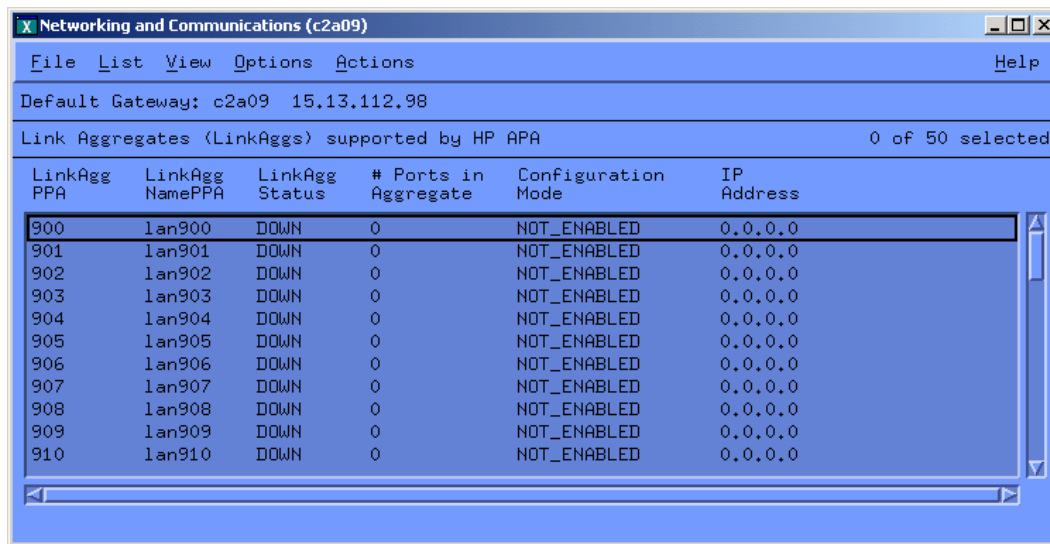 X Networking and Communications (c2a09)
File List View Options Actions Help
Default Gateway: c2a09 15.13.112.98
Link Aggregates (LinkAggs) supported by HP APA 0 of 50 selected
LinkAgg LinkAgg LinkAgg # Ports in Configuration IP
PPA NamePPA Status Aggregate Mode Address
900 lan900 DOWN 0 NOT_ENABLED 0.0.0.0
901 lan901 DOWN 0 NOT_ENABLED 0.0.0.0
902 lan902 DOWN 0 NOT_ENABLED 0.0.0.0
903 lan903 DOWN 0 NOT_ENABLED 0.0.0.0
904 lan904 DOWN 0 NOT_ENABLED 0.0.0.0
905 lan905 DOWN 0 NOT_ENABLED 0.0.0.0
906 lan906 DOWN 0 NOT_ENABLED 0.0.0.0
907 lan907 DOWN 0 NOT_ENABLED 0.0.0.0
908 lan908 DOWN 0 NOT_ENABLED 0.0.0.0
909 lan909 DOWN 0 NOT_ENABLED 0.0.0.0
910 lan910 DOWN 0 NOT_ENABLED 0.0.0.0